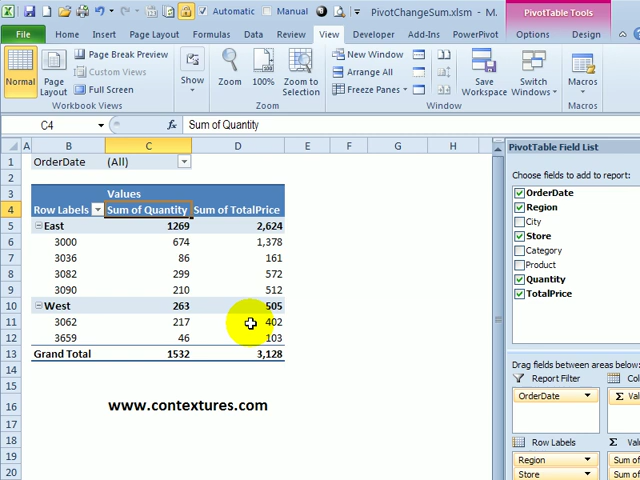 PivotChangeSum.xlsm - M.
PivotTable Tools
Automatic
Manual
File Home Insert Page Layout Formulas Data Review View Developer Add-Ins PowerPivot Options Design
Normal
Page Layout
Page Break Preview
Custom Views
Full Screen
Workbook Views
Show
Zoom
100%
Zoom to Selection
Zoom
New Window
Arrange All
Freeze Panes
Save Workspace
Switch Windows
Window
Macros
Macros
C4 fx Sum of Quantity
A B C D E F G H
1 OrderDate (All)
2
3 Values
4 Row Labels Sum of Quantity Sum of TotalPrice
5 East 1269 2,624
6 3000 674 1,378
7 3036 86 161
8 3082 299 572
9 3090 210 512
10 West 263 505
11 3062 217 402
12 3659 46 103
13 Grand Total 1532 3,128
14
15
16 www.contextures.com
17
18
19
20
PivotTable Field List
Choose fields to add to report:
OrderDate
Region
City
Store
Category
Product
Quantity
TotalPrice
Drag fields between areas below:
Report Filter Col
OrderDate Σ Val
Row Labels Σ Val
Region Sum of
Store Sum of